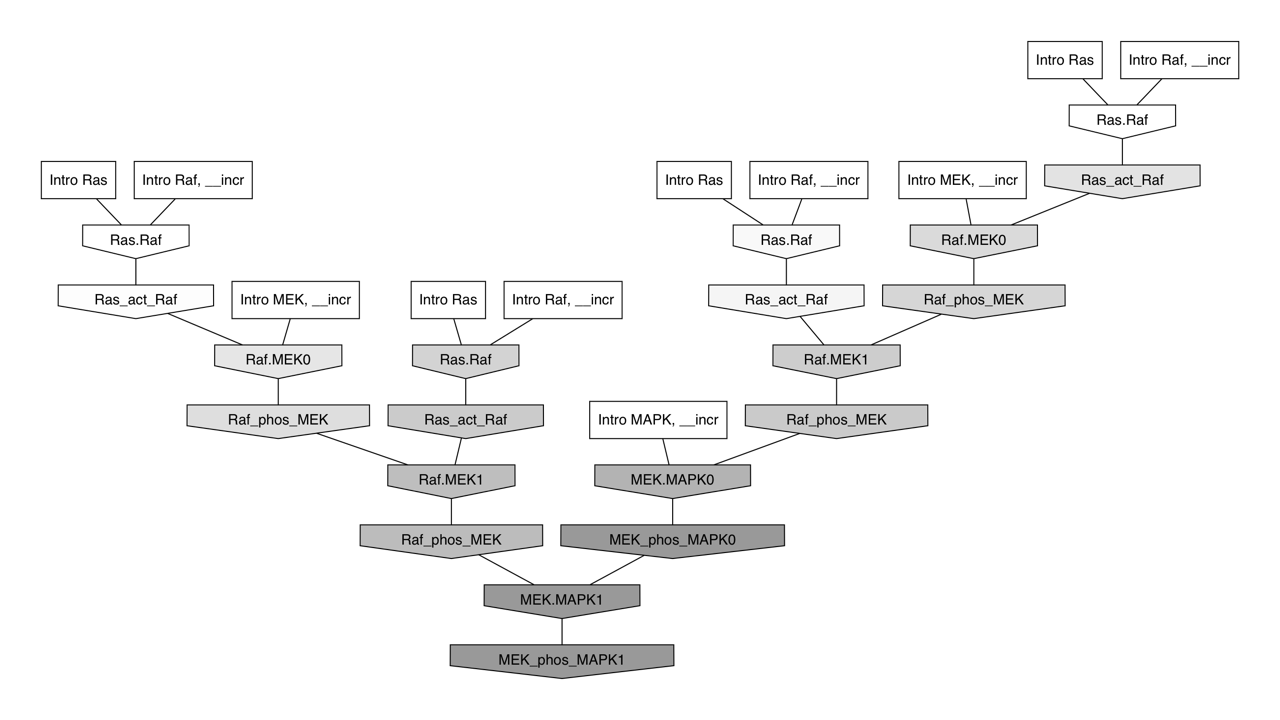 Intro Ras
Intro Raf, __incr
Ras.Raf
Intro Ras
Intro Raf, __incr
Intro Ras
Intro Raf, __incr
Intro MEK, __incr
Ras_act_Raf
Ras.Raf
Ras.Raf
Raf.MEK0
Ras_act_Raf
Intro MEK, __incr
Intro Ras
Intro Raf, __incr
Ras_act_Raf
Raf_phos_MEK
Raf.MEK0
Ras.Raf
Raf.MEK1
Raf_phos_MEK
Ras_act_Raf
Intro MAPK, __incr
Raf_phos_MEK
Raf.MEK1
MEK.MAPK0
Raf_phos_MEK
MEK_phos_MAPK0
MEK.MAPK1
MEK_phos_MAPK1